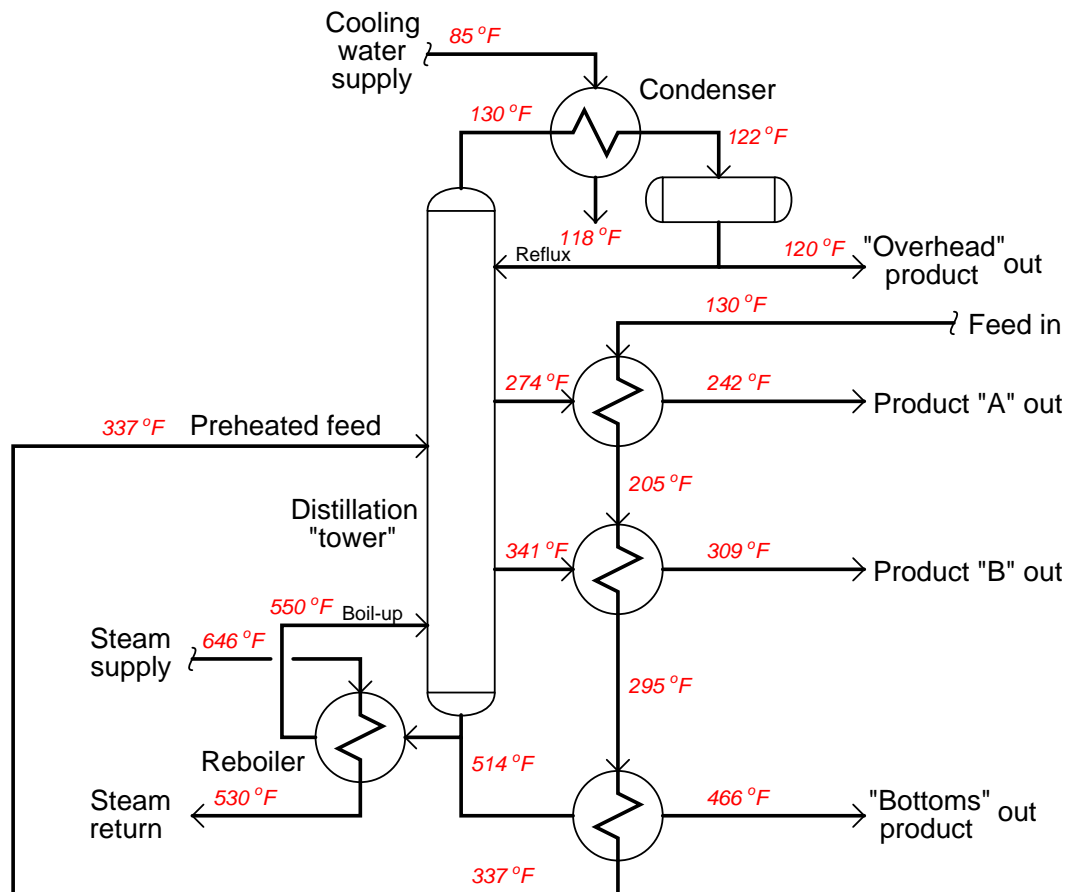 Cooling
water
supply
85 °F
Condenser
130 °F
122 °F
118 °F
Reflux
120 °F
"Overhead"
product
out
130 °F
Feed in
274 °F
242 °F
Product "A" out
337 °F
Preheated feed
205 °F
Distillation
"tower"
341 °F
309 °F
Product "B" out
550 °F
Boil-up
Steam
supply
646 °F
295 °F
Reboiler
514 °F
Steam
return
530 °F
466 °F
"Bottoms"
product
out
337 °F